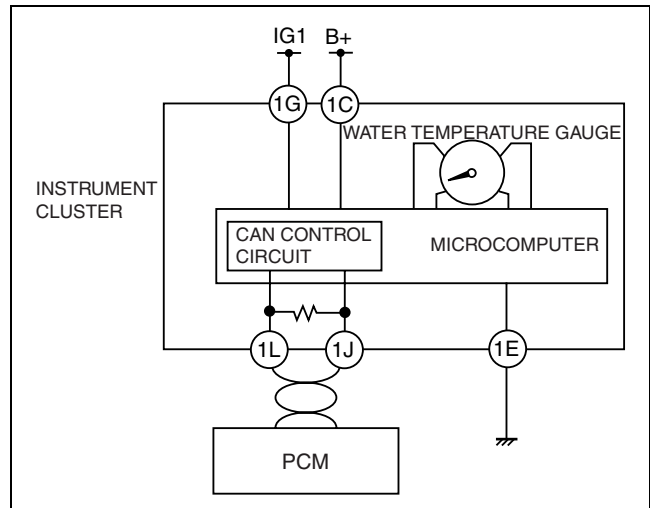 IG1 B+
1G 1C
WATER TEMPERATURE GAUGE
INSTRUMENT
CLUSTER
CAN CONTROL
CIRCUIT
MICROCOMPUTER
1L 1J 1E
PCM